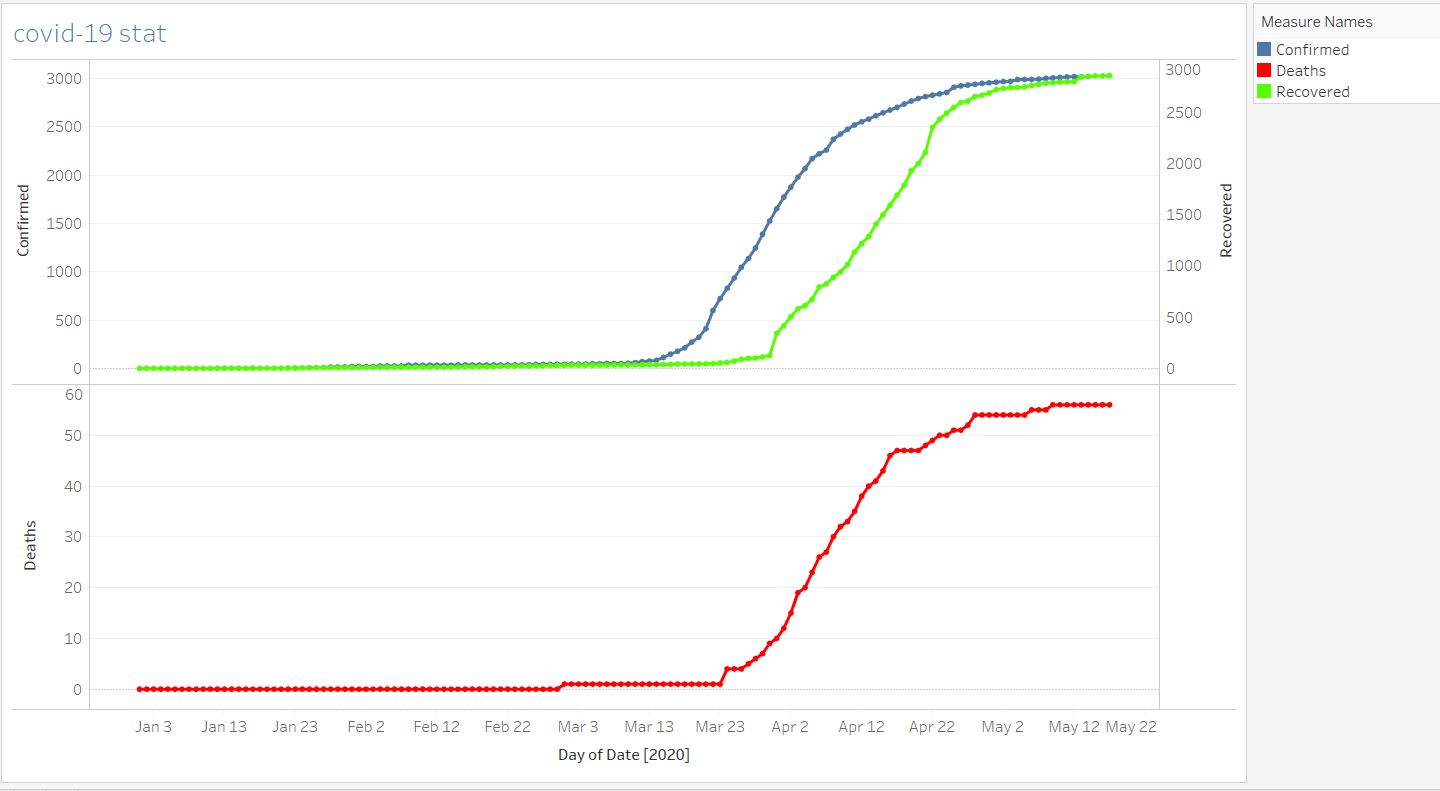 covid-19 stat
Measure Names
Confirmed
Deaths
Recovered
3000
2500
2000
1500
1000
500
0
Confirmed
3000
2500
2000
1500
1000
500
0
Recovered
60
50
40
30
20
10
0
Deaths
Jan 3 Jan 13 Jan 23 Feb 2 Feb 12 Feb 22 Mar 3 Mar 13 Mar 23 Apr 2 Apr 12 Apr 22 May 2 May 12 May 22
Day of Date [2020]